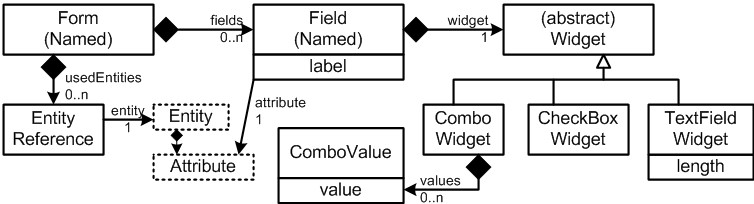 Form
(Named)
fields
0..n
Field
(Named)
label
widget
1
(abstract)
Widget
usedEntities
0..n
Entity
Reference
entity
1
Entity
Attribute
attribute
1
ComboValue
value
Combo
Widget
values
0..n
CheckBox
Widget
TextField
Widget
length